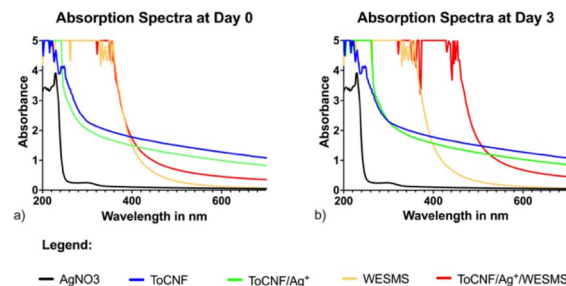 Absorption Spectra at Day 0
5
4
3
2
1
0
Absorbance
200
400
600
Wavelength in nm
a)
Absorption Spectra at Day 3
5
4
3
2
1
0
Absorbance
200
400
600
Wavelength in nm
b)
Legend:
AgNO3 ToCNF ToCNF/Ag⁺ WESMS ToCNF/Ag⁺/WESMS